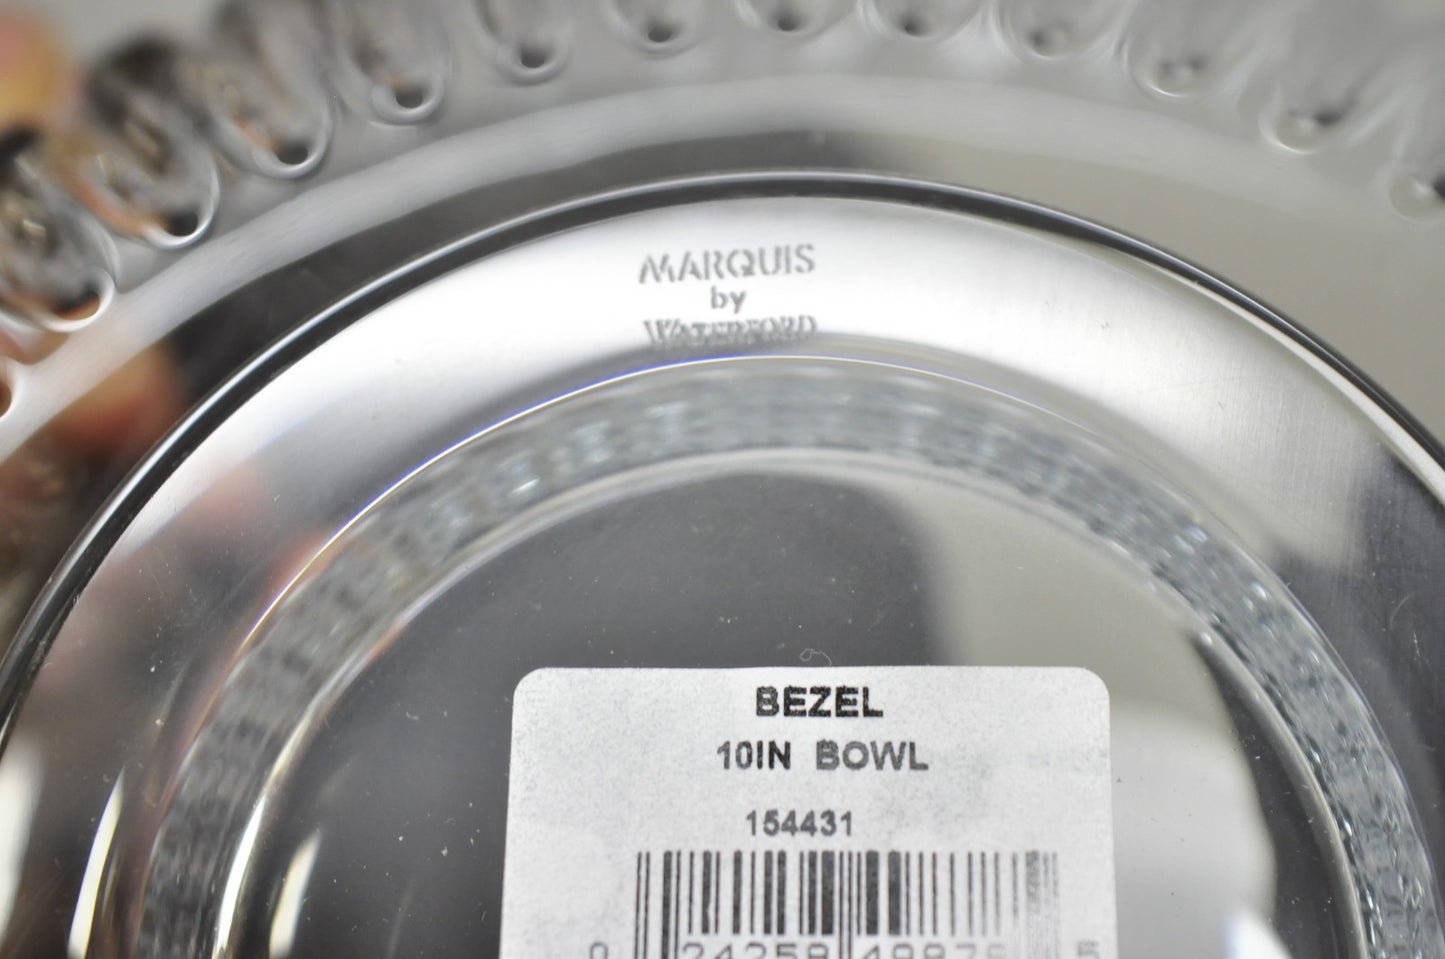 MARQUIS
by
WATERFORD
BEZEL
10IN BOWL
154431